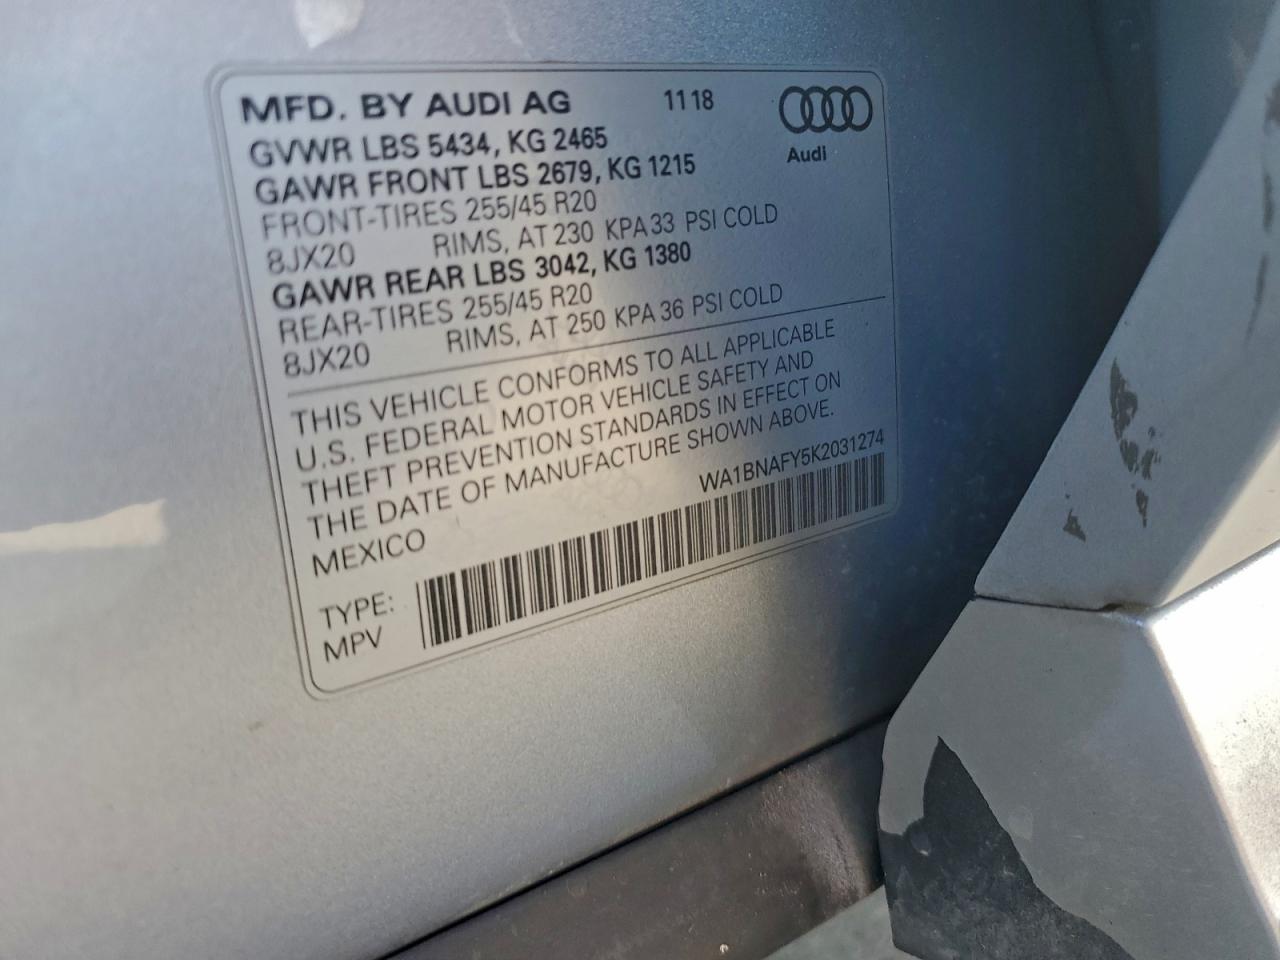 MFD. BY AUDI AG 11 18
GVWR LBS 5434, KG 2465
GAWR FRONT LBS 2679, KG 1215
FRONT-TIRES 255/45 R20
8JX20 RIMS, AT 230 KPA 33 PSI COLD
GAWR REAR LBS 3042, KG 1380
REAR-TIRES 255/45 R20
8JX20 RIMS, AT 250 KPA 36 PSI COLD
Audi
THIS VEHICLE CONFORMS TO ALL APPLICABLE
U.S. FEDERAL MOTOR VEHICLE SAFETY AND
THEFT PREVENTION STANDARDS IN EFFECT ON
THE DATE OF MANUFACTURE SHOWN ABOVE.
MEXICO WA1BNAFY5K2031274
TYPE:
MPV